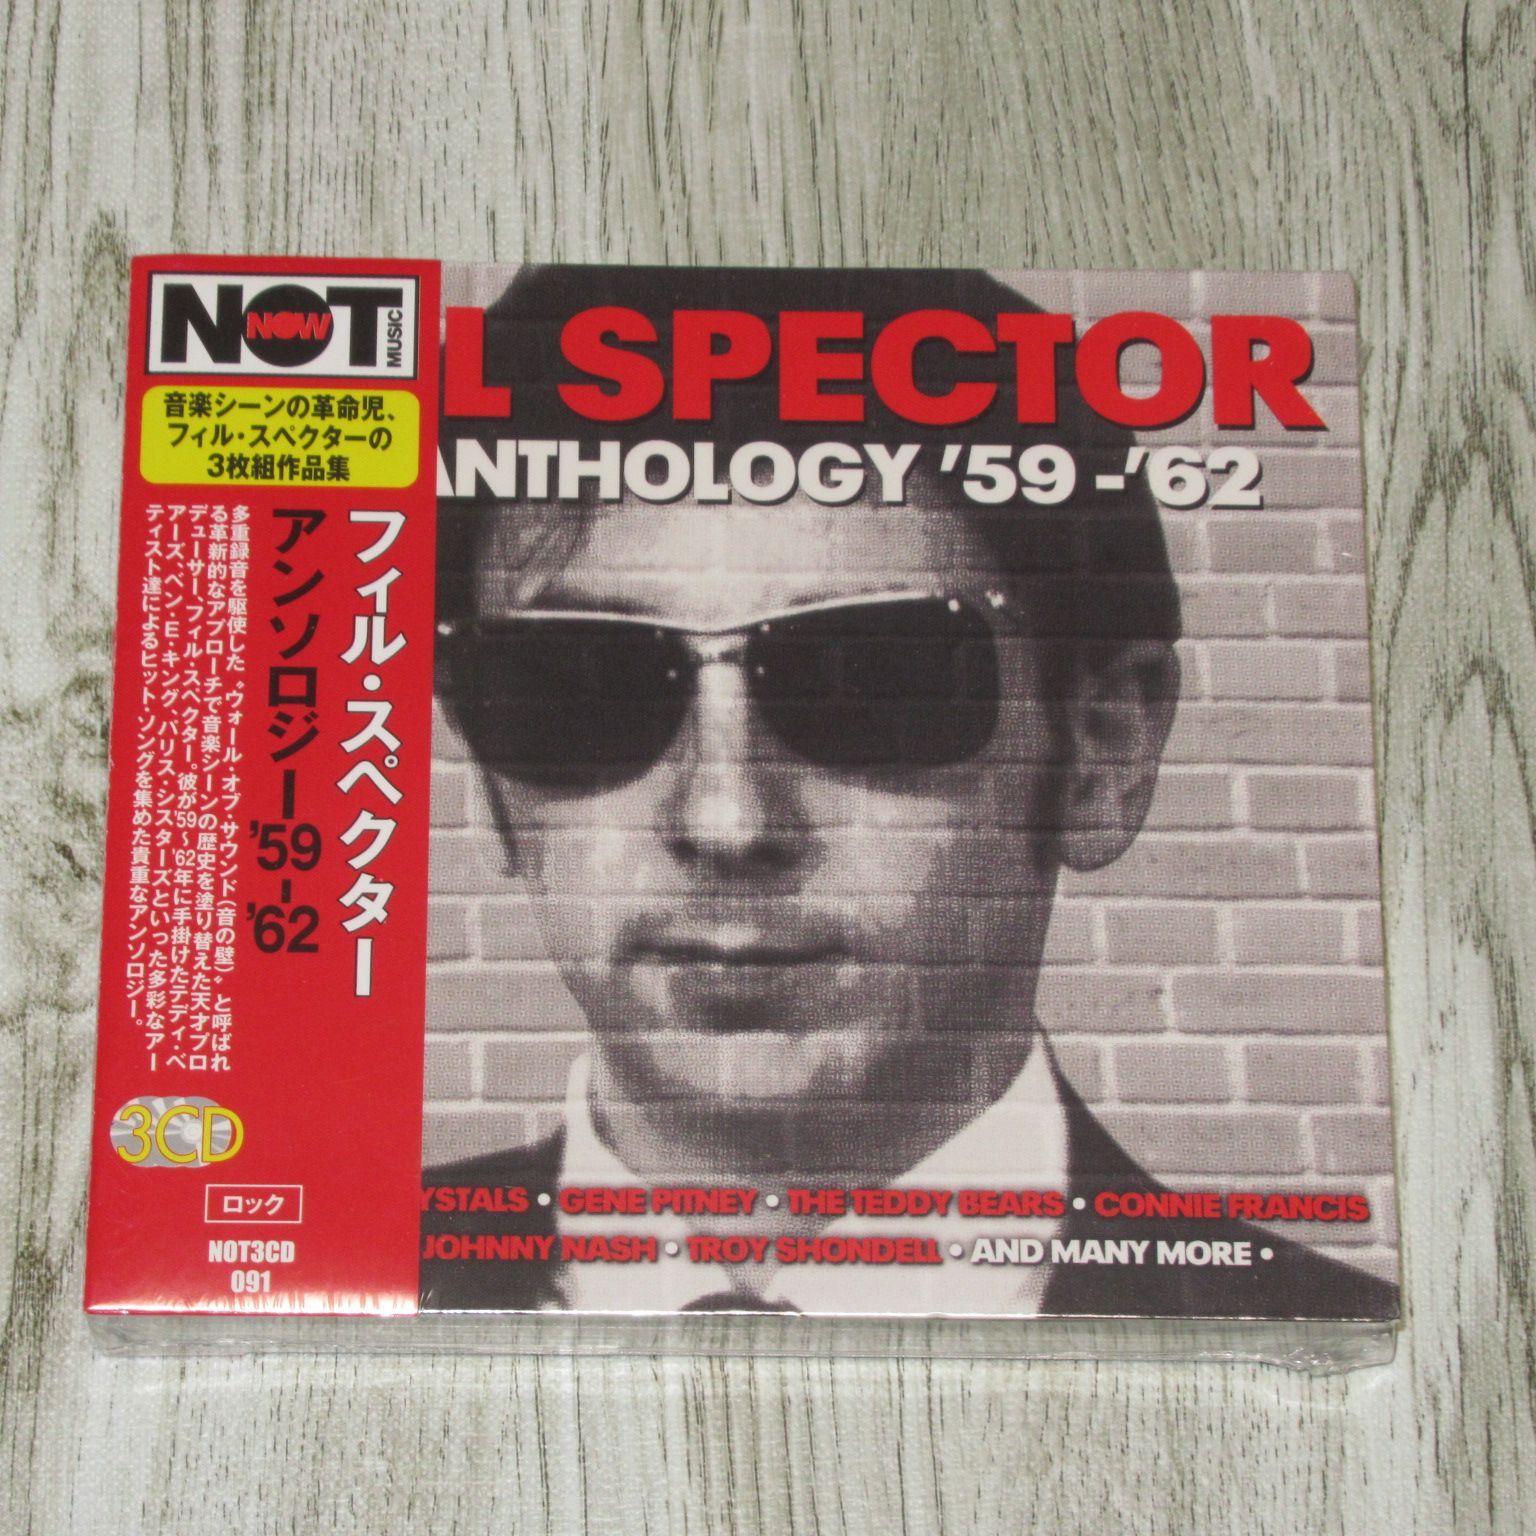 NOT
NOW
MUSIC
音楽シーンの革命児、
フィル・スペクターの
3枚組作品集
フィル・スペクター
アンソロジー '59-'62
多重録音を駆使した“ウォール・オブ・サウンド(音の壁)”と呼ばれ
る革新的なアプローチで音楽シーンの歴史を塗り替えた天才プロ
デューサー、フィル・スペクター。彼が'59〜'62年に手掛けたテディ・ベ
アーズ、ベン・E・キング、パリス・シスターズといった多彩なアー
ティスト達によるヒット・ソングを集めた貴重なアンソロジー。
3CD
ロック
NOT3CD
091
L SPECTOR
ANTHOLOGY '59 -'62
YSTALS • GENE PITNEY • THE TEDDY BEARS • CONNIE FRANCIS
JOHNNY NASH • TROY SHONDELL • AND MANY MORE •